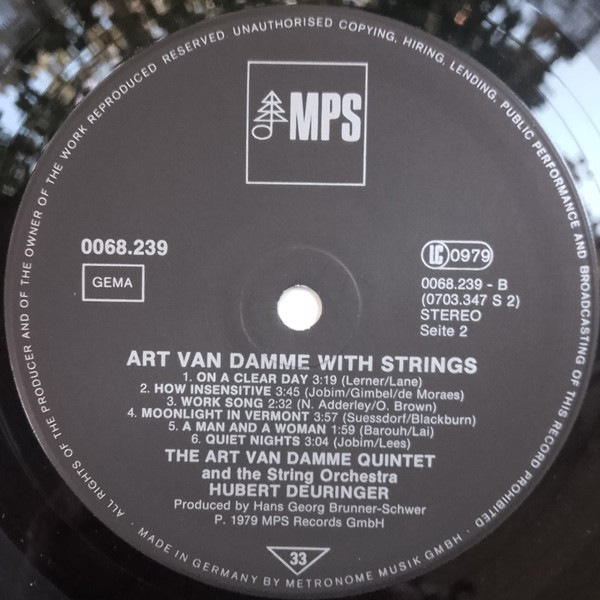 ALL RIGHTS OF THE PRODUCER AND OF THE OWNER OF THE WORK REPRODUCED RESERVED. UNAUTHORISED COPYING, HIRING, LENDING, PUBLIC PERFORMANCE AND BROADCASTING OF THIS RECORD PROHIBITED ·
MPS
0068.239
GEMA
LC 0979
0068.239 - B
(0703.347 S 2)
STEREO
Seite 2
ART VAN DAMME WITH STRINGS
1. ON A CLEAR DAY 3:19 (Lerner/Lane)
2. HOW INSENSITIVE 3:45 (Jobim/Gimbel/de Moraes)
3. WORK SONG 2:32 (N. Adderley/O. Brown)
4. MOONLIGHT IN VERMONT 3:57 (Suessdorf/Blackburn)
5. A MAN AND A WOMAN 1:59 (Barouh/Lai)
6. QUIET NIGHTS 3:04 (Jobim/Lees)
THE ART VAN DAMME QUINTET
and the String Orchestra
HUBERT DEURINGER
Produced by Hans Georg Brunner-Schwer
P. 1979 MPS Records GmbH
33
· MADE IN GERMANY BY METRONOME MUSIK GMBH ·